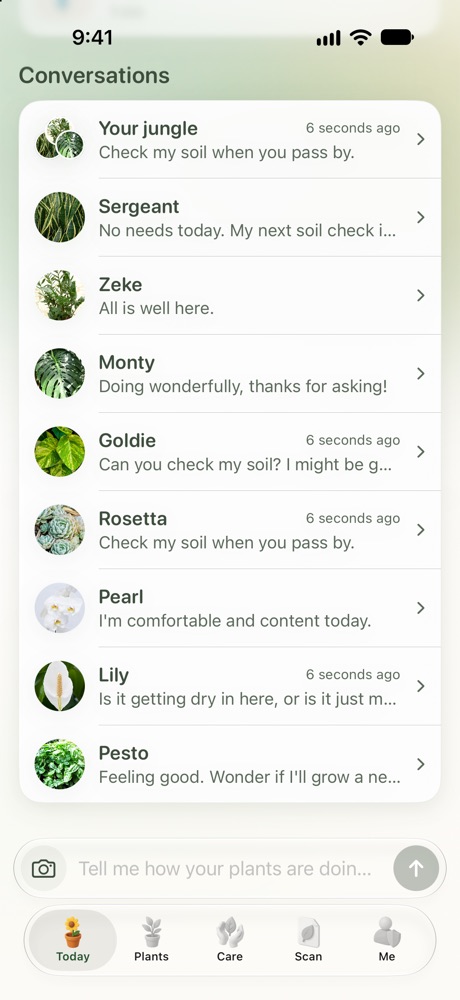 9:41
Conversations
Your jungle 6 seconds ago
Check my soil when you pass by.
Sergeant
No needs today. My next soil check i...
Zeke
All is well here.
Monty
Doing wonderfully, thanks for asking!
Goldie 6 seconds ago
Can you check my soil? I might be g...
Rosetta 6 seconds ago
Check my soil when you pass by.
Pearl
I'm comfortable and content today.
Lily 6 seconds ago
Is it getting dry in here, or is it just m...
Pesto
Feeling good. Wonder if I'll grow a ne...
Tell me how your plants are doin...
Today Plants Care Scan Me